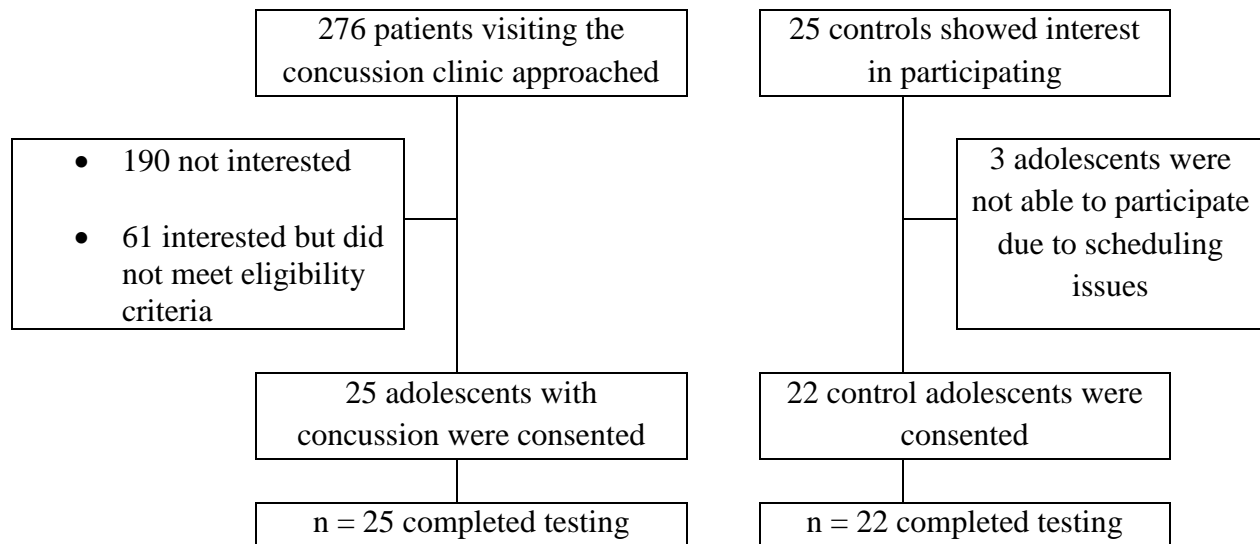 276 patients visiting the
concussion clinic approached
25 controls showed interest
in participating
• 190 not interested
• 61 interested but did
not meet eligibility
criteria
3 adolescents were
not able to participate
due to scheduling
issues
25 adolescents with
concussion were consented
22 control adolescents were
consented
n = 25 completed testing
n = 22 completed testing